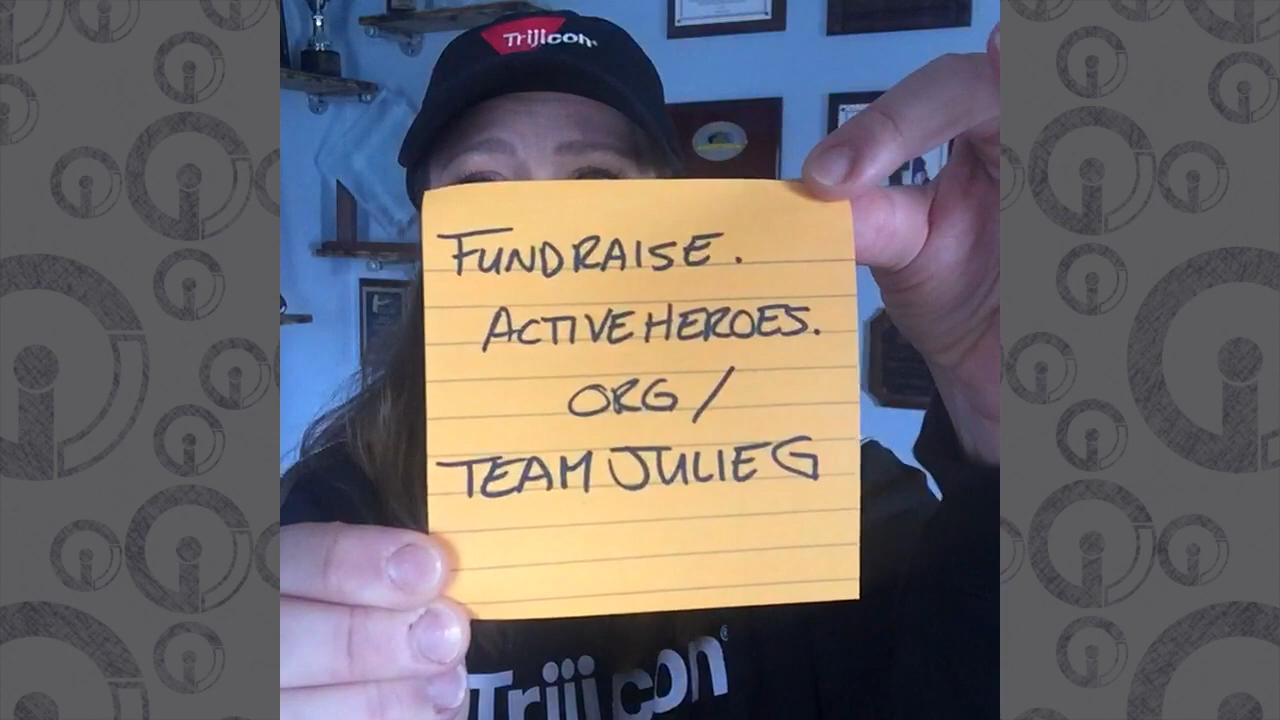 Trijicon
FUNDRAISE.
ACTIVEHEROES.
ORG/
TEAM JULIE G
Trijicon